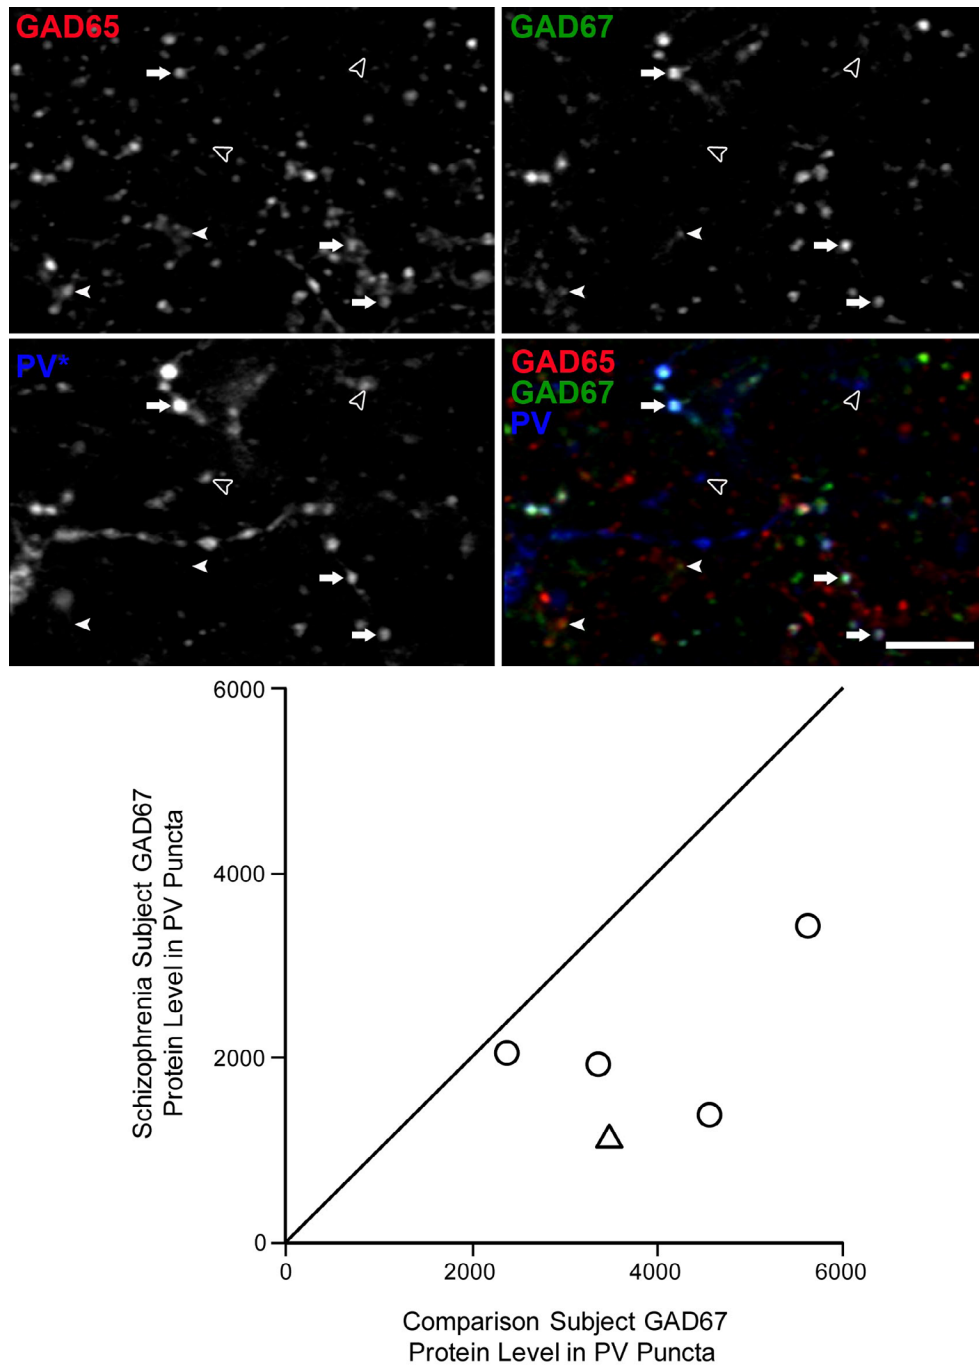 GAD65
GAD67
PV*
GAD65
GAD67
PV
6000
4000
2000
0
Schizophrenia Subject GAD67
Protein Level in PV Puncta
0
2000
4000
6000
Comparison Subject GAD67
Protein Level in PV Puncta